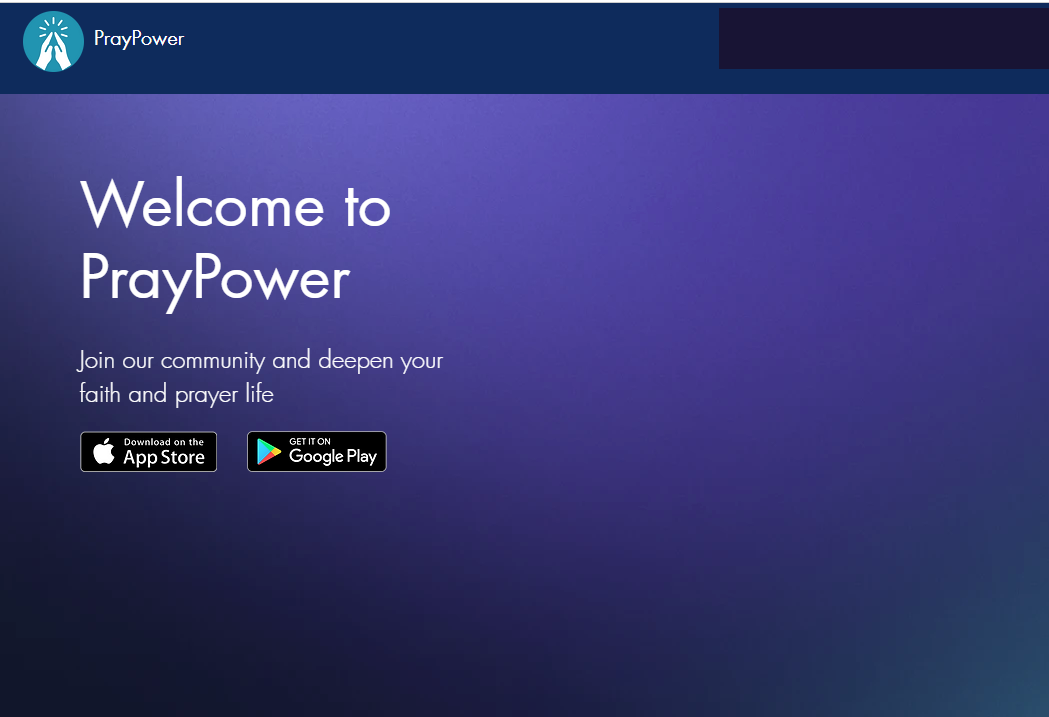 PrayPower
Welcome to
PrayPower
Join our community and deepen your
faith and prayer life
Download on the
App Store
GET IT ON
Google Play